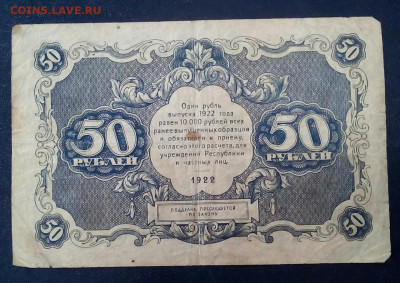 COINS.LAVE.RU
50
50
Один рубль
выпуска 1922 года
равен 10.000 рублей всех
ранее выпущенных образцов
и обязателен к приему,
согласно этого расчета, для
учреждений Республики
и частных лиц.
50 РУБЛЕЙ
50 РУБЛЕЙ
1922
ПОДДЕЛКА ПРЕСЛЕДУЕТСЯ
ПО ЗАКОНУ
50
50